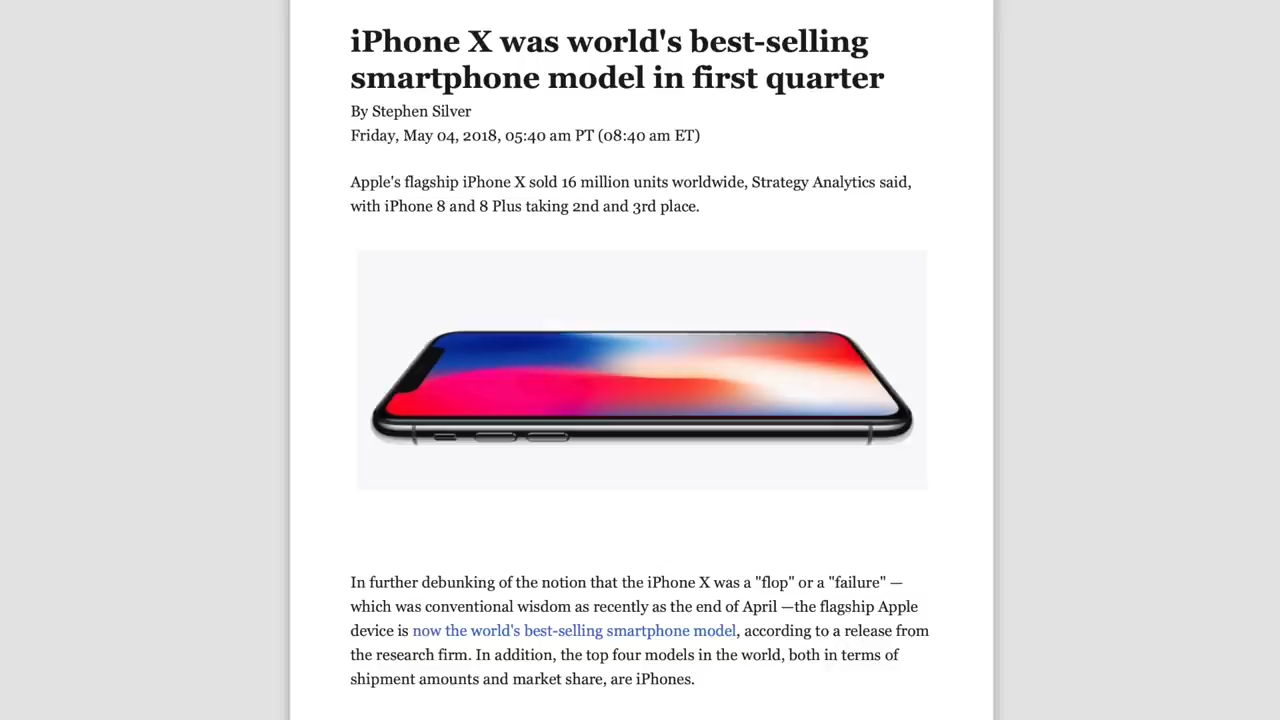 iPhone X was world's best-selling
smartphone model in first quarter
By Stephen Silver
Friday, May 04, 2018, 05:40 am PT (08:40 am ET)
Apple's flagship iPhone X sold 16 million units worldwide, Strategy Analytics said,
with iPhone 8 and 8 Plus taking 2nd and 3rd place.
In further debunking of the notion that the iPhone X was a "flop" or a "failure" —
which was conventional wisdom as recently as the end of April —the flagship Apple
device is now the world's best-selling smartphone model, according to a release from
the research firm. In addition, the top four models in the world, both in terms of
shipment amounts and market share, are iPhones.